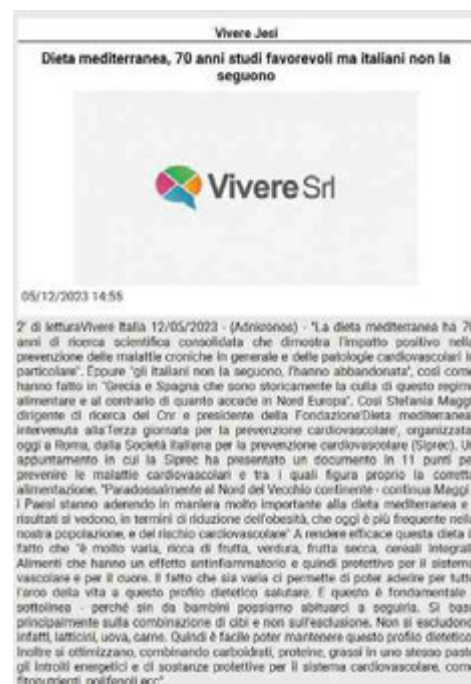 Vivere Jesi
Dieta mediterranea, 70 anni studi favorevoli ma italiani non la
seguono
Vivere Srl
05/12/2023 14:55
2' di letturaVivere Italia 12/05/2023 - (Adnkronos) - "La dieta mediterranea ha 70
anni di ricerca scientifica consolidata che dimostra l'impatto positivo nella
prevenzione delle malattie croniche in generale e delle patologie cardiovascolari in
particolare". Eppure "gli italiani non la seguono, l'hanno abbandonata", così come
hanno fatto in "Grecia e Spagna che sono storicamente la culla di questo regime
alimentare e al contrario di quanto accade in Nord Europa". Così Stefania Maggi
dirigente di ricerca del Cnr e presidente della Fondazione'Dieta mediterranea
intervenuta alla'Terza giornata per la prevenzione cardiovascolare', organizzata
oggi a Roma, dalla Società italiana per la prevenzione cardiovascolare (Siprec). Un
appuntamento in cui la Siprec ha presentato un documento in 11 punti per
prevenire le malattie cardiovascolari e tra i quali figura proprio la corretta
alimentazione. "Paradossalmente al Nord del Vecchio continente - continua Maggi -
i Paesi stanno aderendo in maniera molto importante alla dieta mediterranea e i
risultati si vedono, in termini di riduzione dell'obesità, che oggi è più frequente nella
nostra popolazione, e del rischio cardiovascolare" A rendere efficace questa dieta il
fatto che "è molto varia, ricca di frutta, verdura, frutta secca, cereali integrali
Alimenti che hanno un effetto antinfiammatorio e quindi protettivo per il sistema
vascolare e per il cuore. Il fatto che sia varia ci permette di poter aderire per tutto
l'arco della vita a questo profilo dietetico salutare. E questo è fondamentale -
sottolinea - perché sin da bambini possiamo abituarci a seguirla. Si basa
principalmente sulla combinazione di cibi e non sull'esclusione. Non si escludono
infatti, latticini, uova, carne. Quindi è facile poter mantenere questo profilo dietetico
Inoltre si ottimizzano, combinando carboidrati, proteine, grassi in uno stesso pasto
gli introiti energetici e di sostanze protettive per il sistema cardiovascolare, come
fitonutrienti, polifenoli ecc"